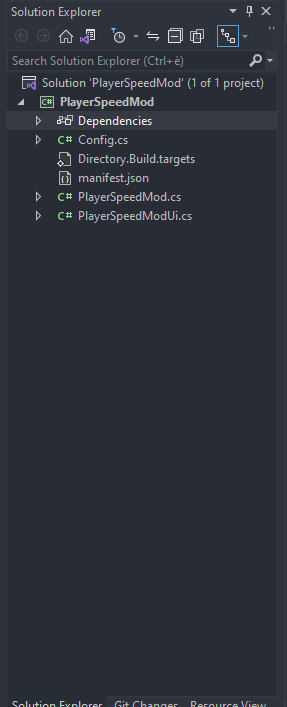 Solution Explorer
Search Solution Explorer (Ctrl+è)
Solution 'PlayerSpeedMod' (1 of 1 project)
PlayerSpeedMod
Dependencies
C# Config.cs
Directory.Build.targets
manifest.json
C# PlayerSpeedMod.cs
C# PlayerSpeedModUi.cs
Solution Explorer Git Changes Resource View